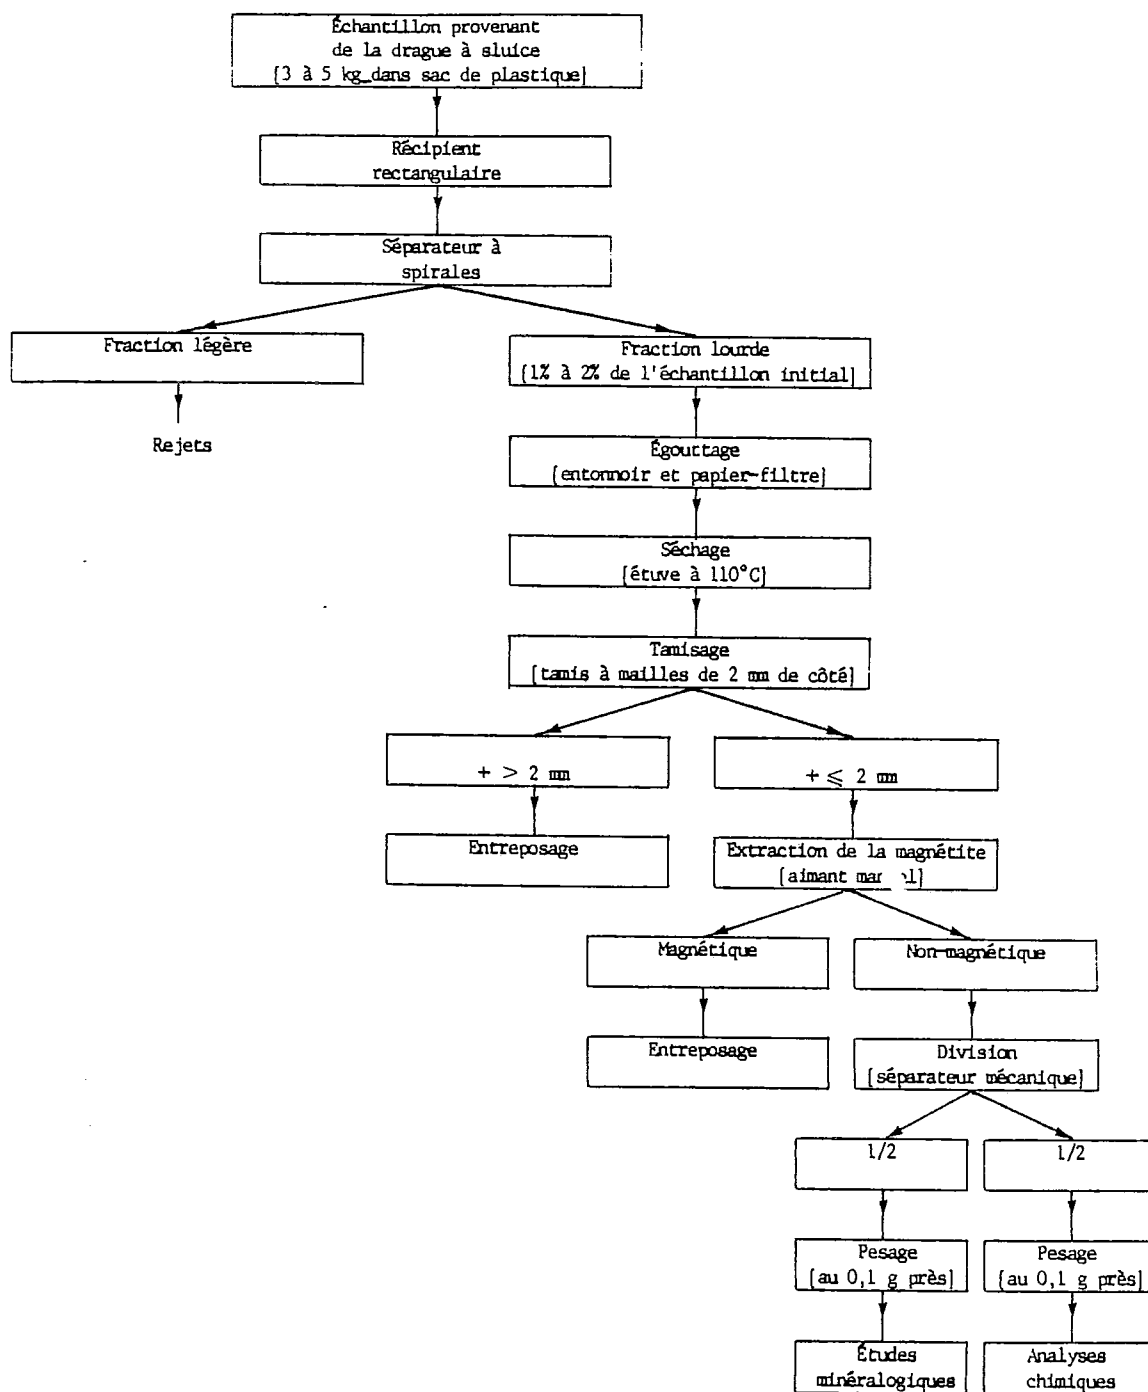 Échantillon provenant
de la drague à sluice
[3 à 5 kg dans sac de plastique]
Récipient
rectangulaire
Séparateur à
spirales
Fraction légère
Rejets
Fraction lourde
[1% à 2% de l'échantillon initial]
Égouttage
[entonnoir et papier-filtre]
Séchage
[étuve à 110°C]
Tamisage
[tamis à mailles de 2 mm de côté]
+ > 2 mm
+ ⩽ 2 mm
Entreposage
Extraction de la magnétite
[aimant
Magnétique
Non-magnétique
Entreposage
Division
[séparateur mécanique]
1/2
1/2
Pesage
[au 0,1 g près]
Pesage
[au 0,1 g près]
Études
minéralogiques
Analyses
chimiques